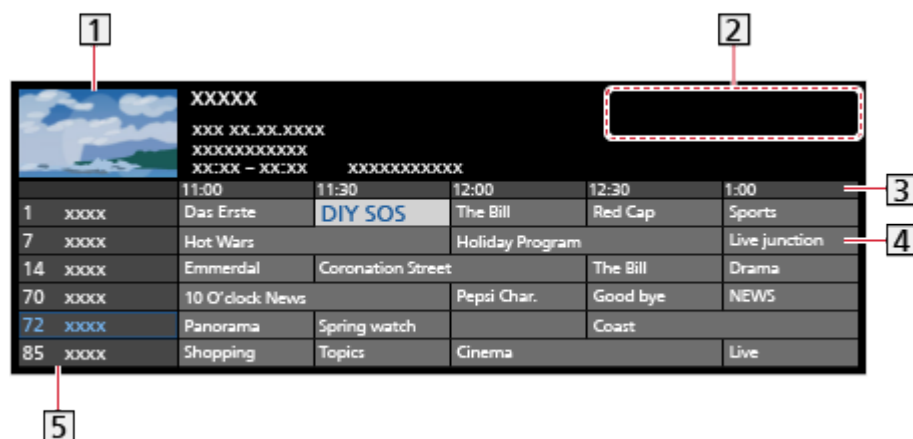 1 2
XXXXX
XXX XX.XX.XXXX
XXXXXXXXXXX
XX:XX – XX:XX XXXXXXXXXXX
11:00 11:30 12:00 12:30 1:00 3
1 XXXX Das Erste DIY SOS The Bill Red Cap Sports
7 XXXX Hot Wars Holiday Program Live junction 4
14 XXXX Emmerdal Coronation Street The Bill Drama
70 XXXX 10 O'clock News Pepsi Char. Good bye NEWS
72 XXXX Panorama Spring watch Coast
85 XXXX Shopping Topics Cinema Live
5